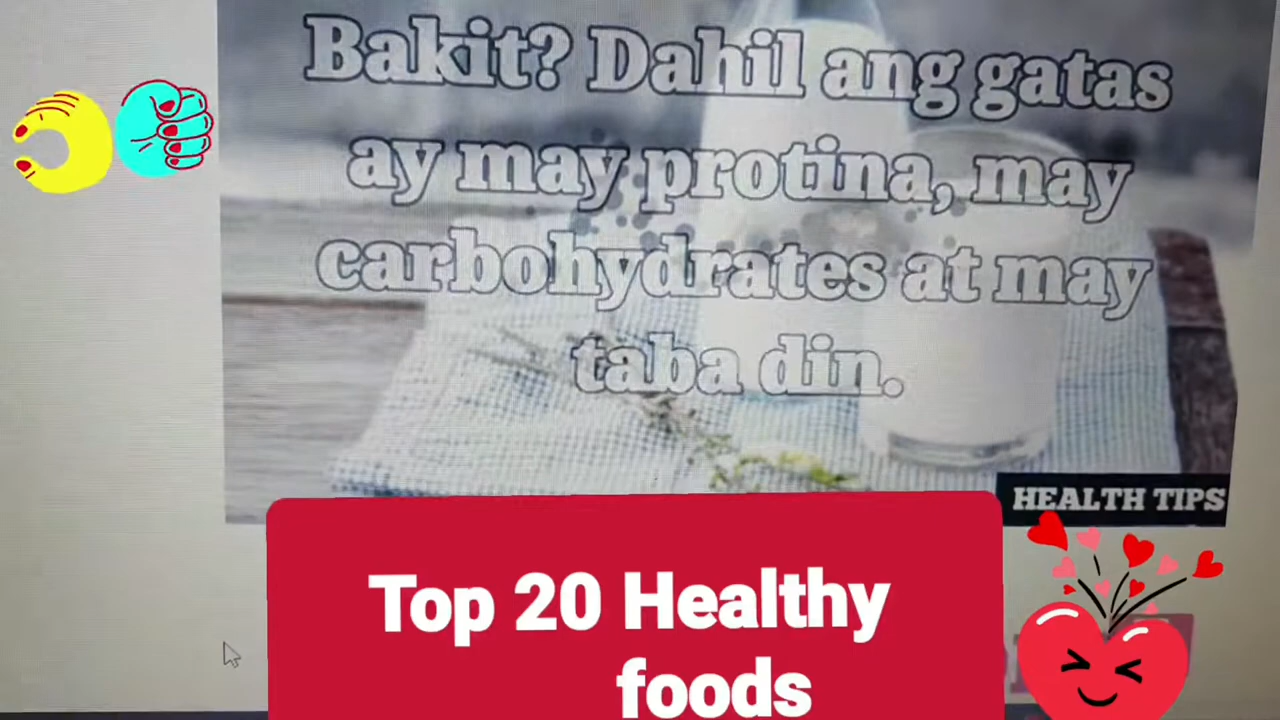 Bakit? Dahil ang gatas
ay may protina, may
carbohydrates at may
taba din.
HEALTH TIPS
Top 20 Healthy
foods